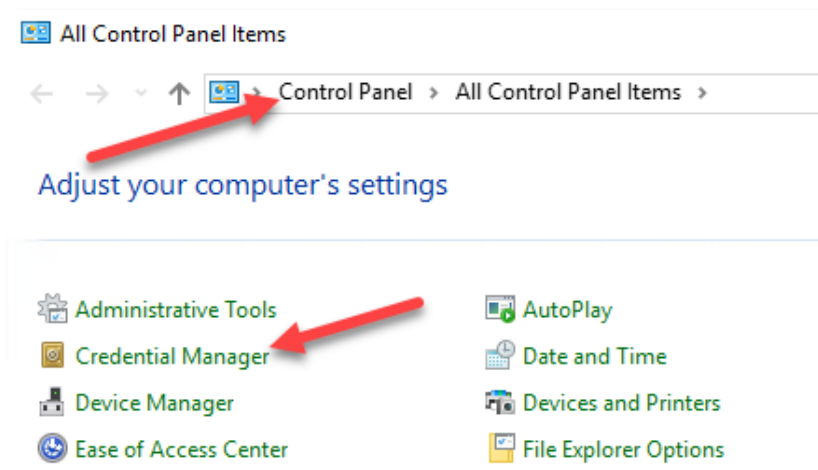 All Control Panel Items
Control Panel > All Control Panel Items >
Adjust your computer's settings
Administrative Tools
AutoPlay
Credential Manager
Date and Time
Device Manager
Devices and Printers
Ease of Access Center
File Explorer Options